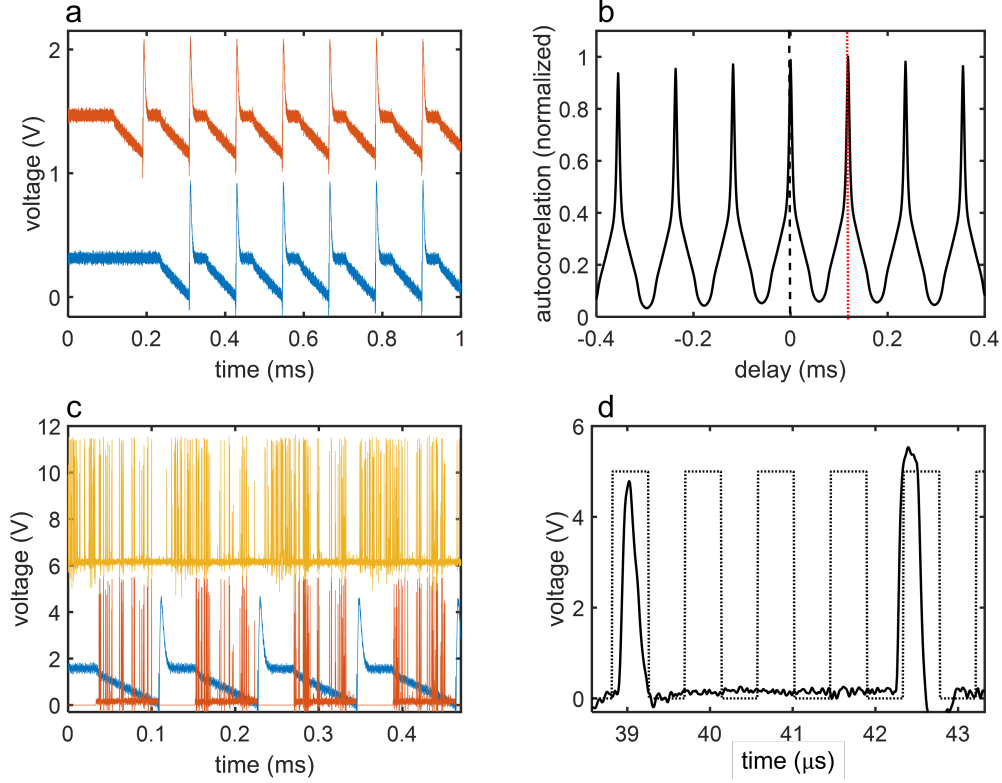 a
2
1
0
voltage (V)
0 0.2 0.4 0.6 0.8 1
time (ms)
b
1
0.8
0.6
0.4
0.2
0
autocorrelation (normalized)
-0.4 -0.2 0 0.2 0.4
delay (ms)
c
12
10
8
6
4
2
0
voltage (V)
0 0.1 0.2 0.3 0.4
time (ms)
d
6
4
2
0
voltage (V)
39 40 41 42 43
time (μs)